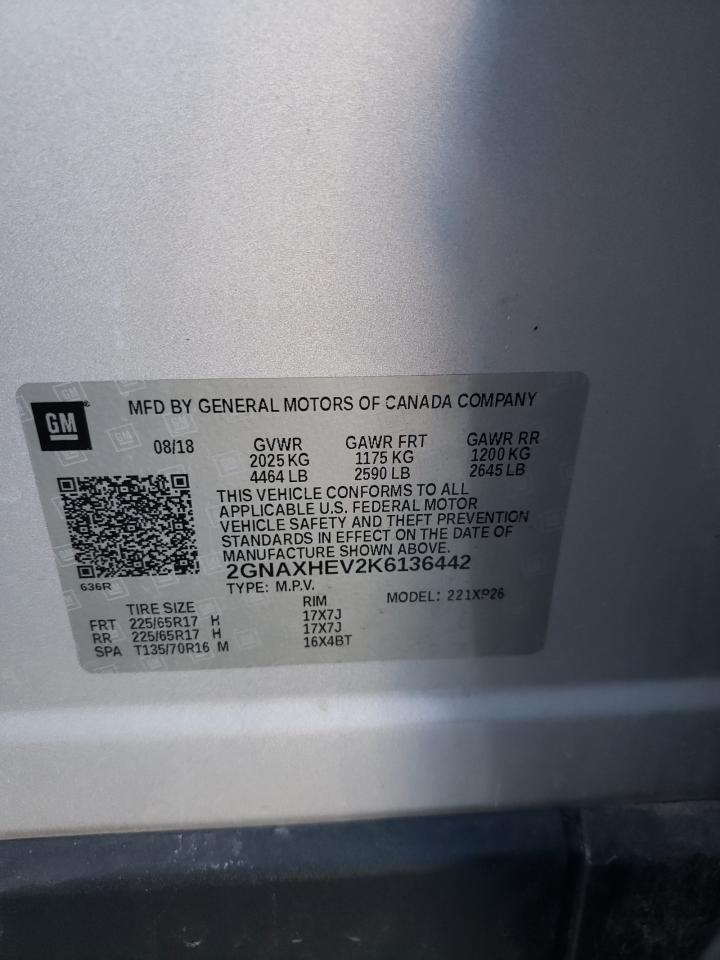 GM
MFD BY GENERAL MOTORS OF CANADA COMPANY
08/18
GVWR
2025 KG
4464 LB
GAWR FRT
1175 KG
2590 LB
GAWR RR
1200 KG
2645 LB
THIS VEHICLE CONFORMS TO ALL
APPLICABLE U.S. FEDERAL MOTOR
VEHICLE SAFETY AND THEFT PREVENTION
STANDARDS IN EFFECT ON THE DATE OF
MANUFACTURE SHOWN ABOVE.
2GNAXHEV2K6136442
636R
TYPE: M.P.V.
MODEL: 221XP26
TIRE SIZE RIM
FRT 225/65R17 H 17X7J
RR 225/65R17 H 17X7J
SPA T135/70R16 M 16X4BT